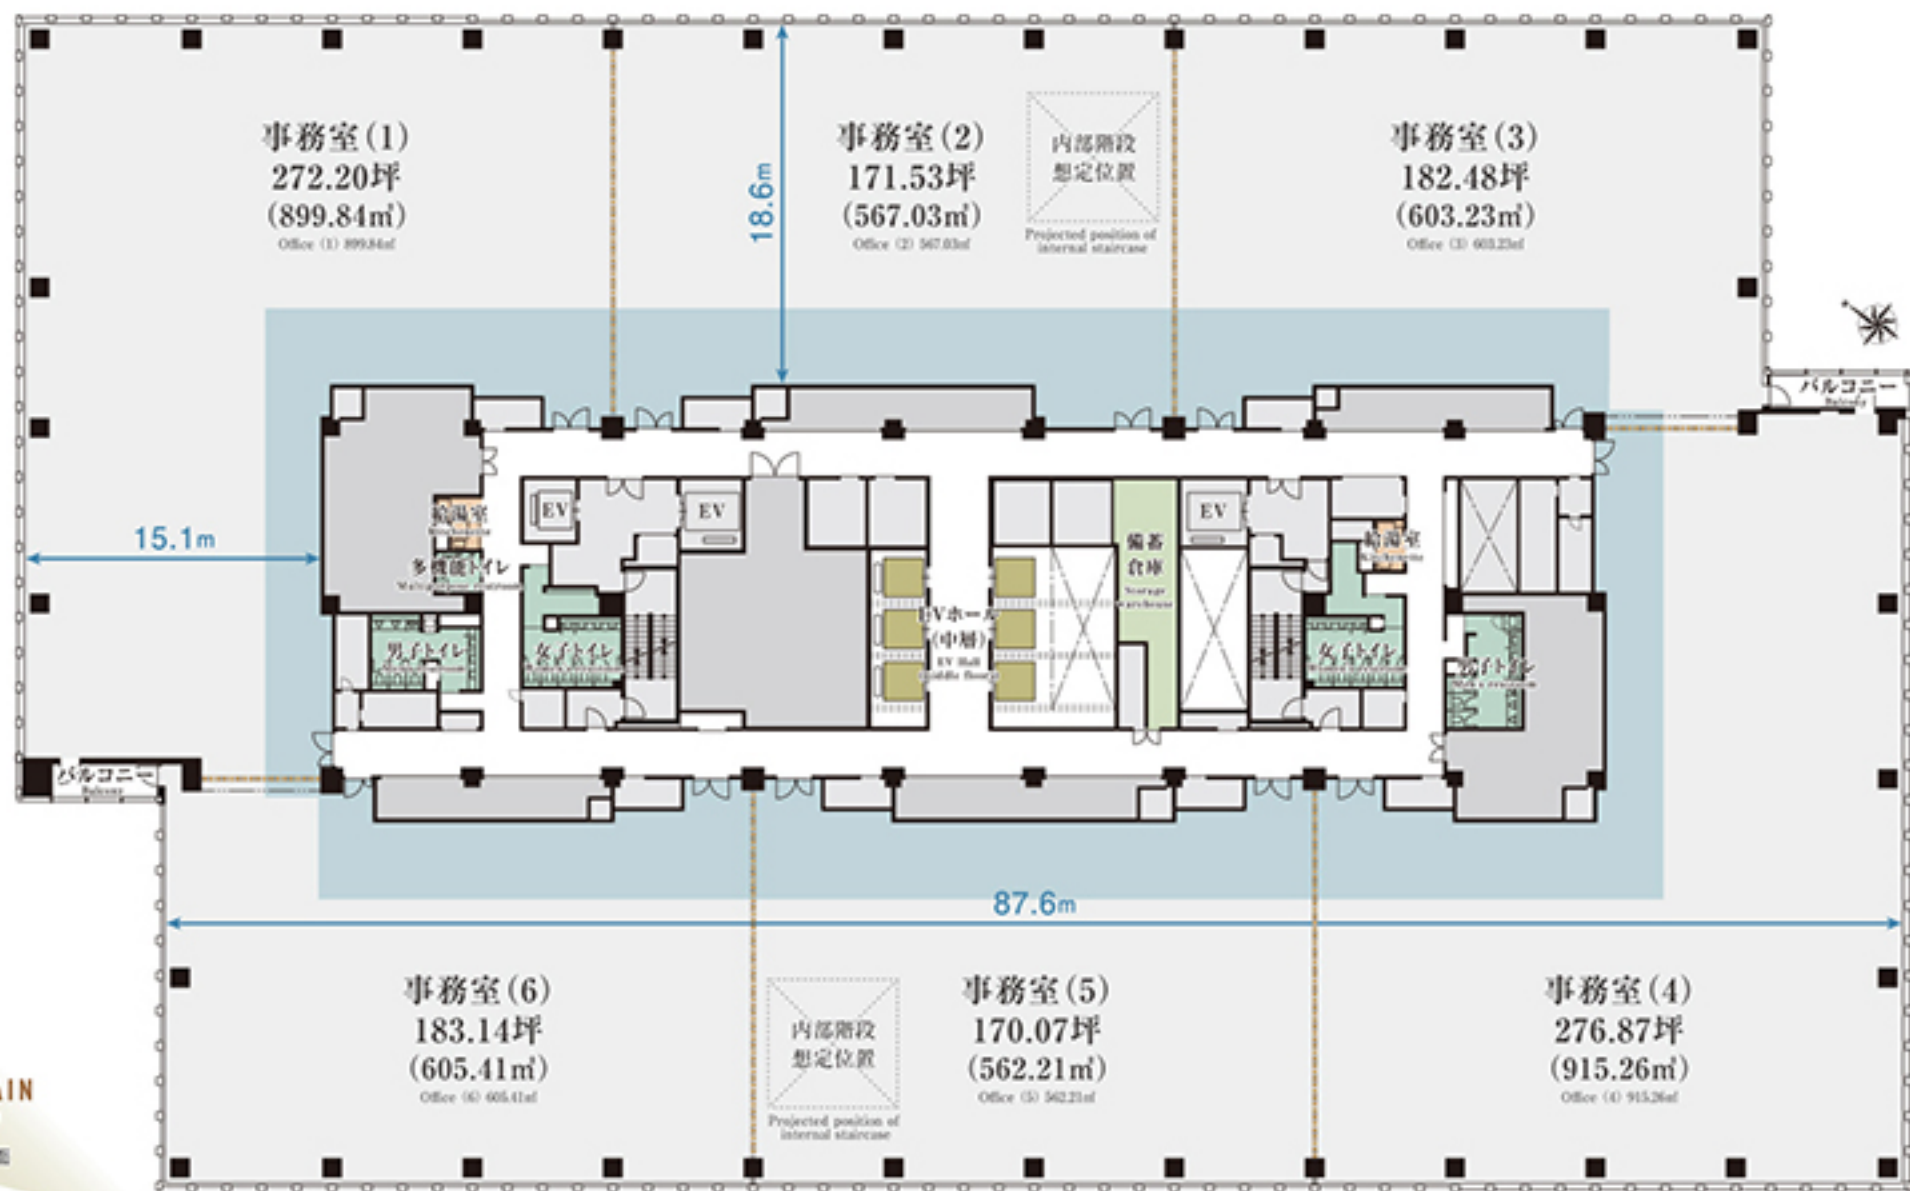 事務室(1)
272.20坪
(899.84㎡)
Office (1) 899.84㎡
事務室(2)
171.53坪
(567.03㎡)
Office (2) 567.03㎡
18.6m
内部階段
想定位置
Projected position of
internal staircase
事務室(3)
182.48坪
(603.23㎡)
Office (3) 603.23㎡
バルコニー
Balcony
15.1m
給湯室
Kitchenette
多機能トイレ
男子トイレ
女子トイレ
EV
EV
EVホール
(中層)
EV Hall
(middle floors)
備蓄
倉庫
Storage
warehouse
EV
給湯室
Kitchenette
女子トイレ
男子トイレ
Men's restroom
バルコニー
Balcony
87.6m
事務室(6)
183.14坪
(605.41㎡)
Office (6) 605.41㎡
内部階段
想定位置
Projected position of
internal staircase
事務室(5)
170.07坪
(562.21㎡)
Office (5) 562.21㎡
事務室(4)
276.87坪
(915.26㎡)
Office (4) 915.26㎡
AIN